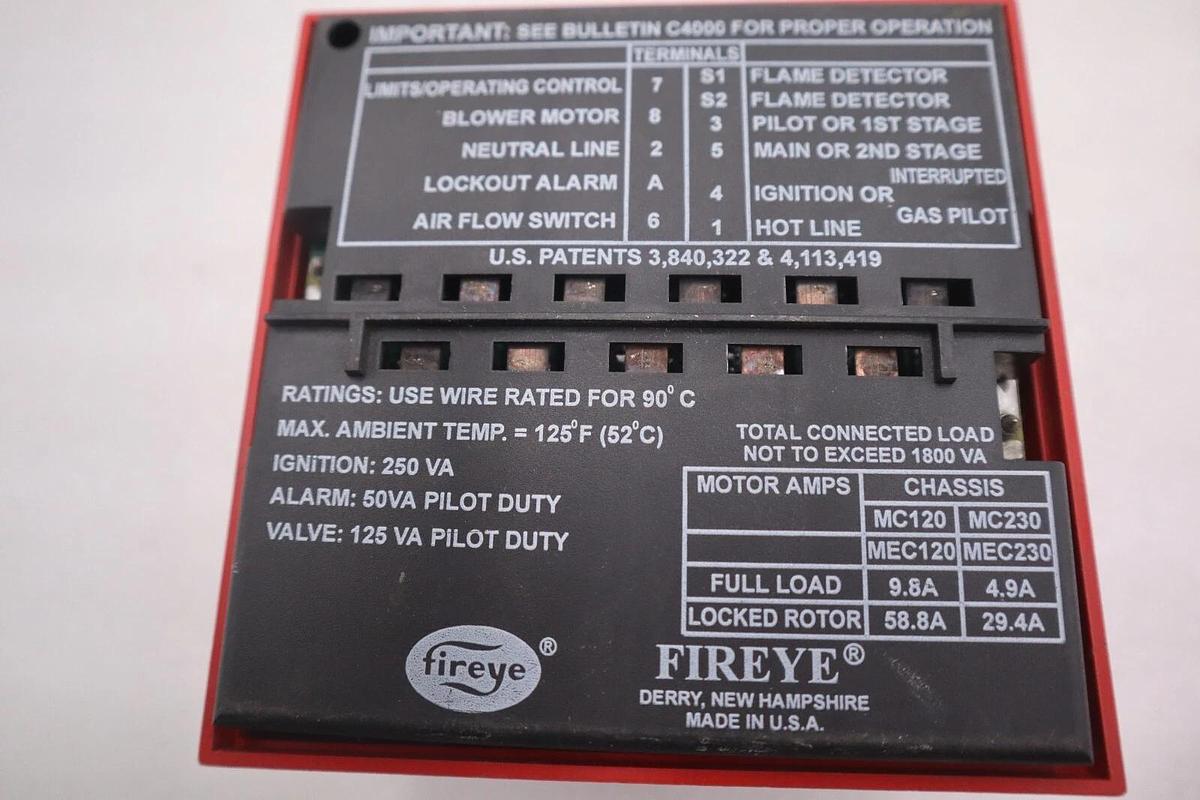 IMPORTANT: SEE BULLETIN C4000 FOR PROPER OPERATION
TERMINALS
LIMITS/OPERATING CONTROL 7 S1 FLAME DETECTOR
S2 FLAME DETECTOR
BLOWER MOTOR 8 3 PILOT OR 1ST STAGE
NEUTRAL LINE 2 5 MAIN OR 2ND STAGE
LOCKOUT ALARM A 4 IGNITION OR INTERRUPTED GAS PILOT
AIR FLOW SWITCH 6 1 HOT LINE
U.S. PATENTS 3,840,322 & 4,113,419
RATINGS: USE WIRE RATED FOR 90° C
MAX. AMBIENT TEMP. = 125°F (52°C)
IGNITION: 250 VA
ALARM: 50VA PILOT DUTY
VALVE: 125 VA PILOT DUTY
TOTAL CONNECTED LOAD
NOT TO EXCEED 1800 VA
MOTOR AMPS CHASSIS
MC120 MC230
MEC120 MEC230
FULL LOAD 9.8A 4.9A
LOCKED ROTOR 58.8A 29.4A
fireye®
FIREYE®
DERRY, NEW HAMPSHIRE
MADE IN U.S.A.